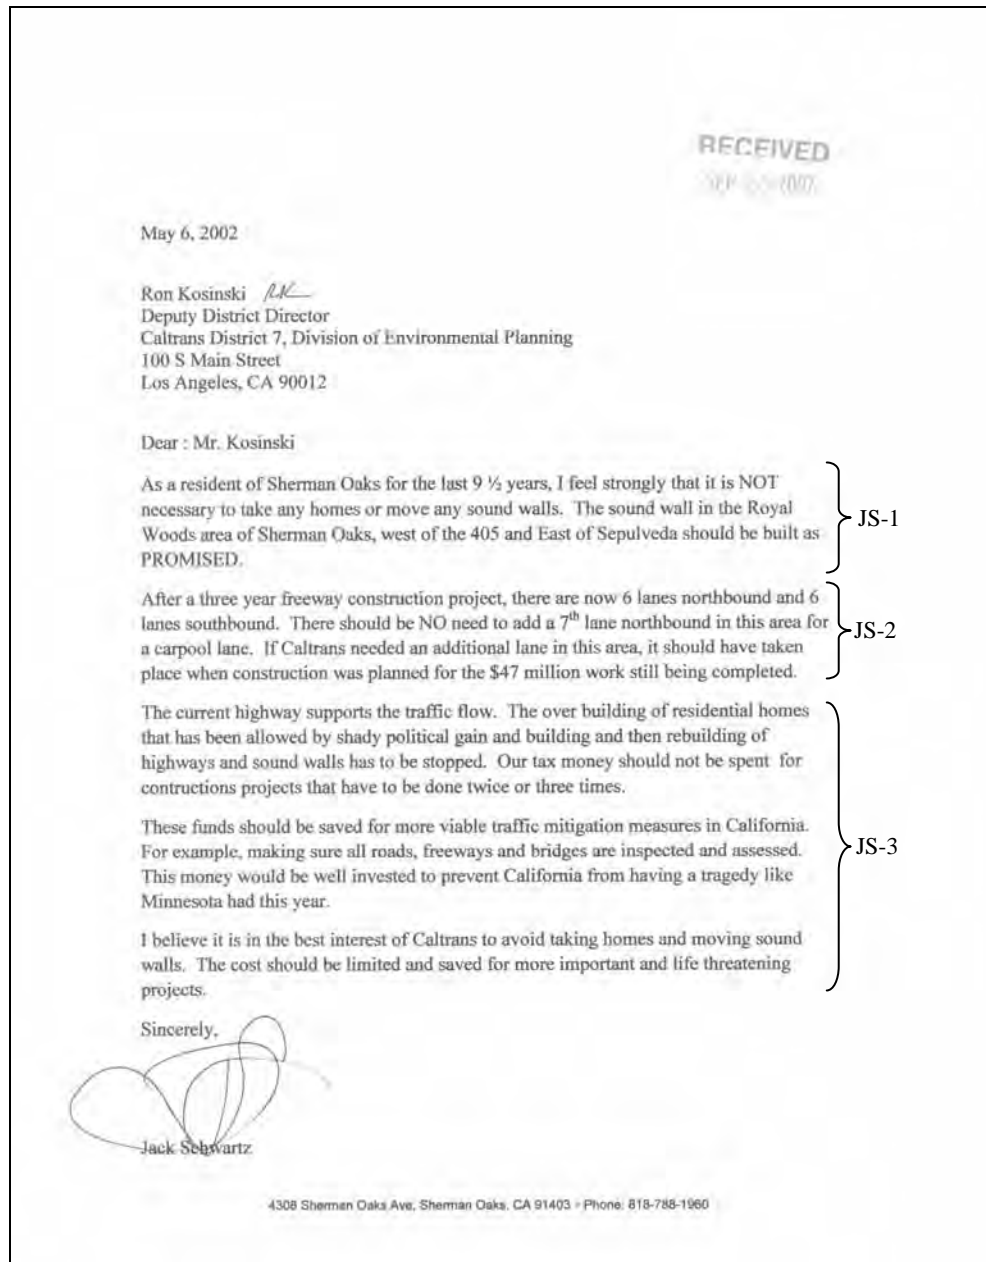 RECEIVED
May 6, 2002
Ron Kosinski RK
Deputy District Director
Caltrans District 7, Division of Environmental Planning
100 S Main Street
Los Angeles, CA 90012
Dear : Mr. Kosinski
As a resident of Sherman Oaks for the last 9 ½ years, I feel strongly that it is NOT
necessary to take any homes or move any sound walls. The sound wall in the Royal
Woods area of Sherman Oaks, west of the 405 and East of Sepulveda should be built as
PROMISED.
JS-1
After a three year freeway construction project, there are now 6 lanes northbound and 6
lanes southbound. There should be NO need to add a 7th lane northbound in this area for
a carpool lane. If Caltrans needed an additional lane in this area, it should have taken
place when construction was planned for the $47 million work still being completed.
JS-2
The current highway supports the traffic flow. The over building of residential homes
that has been allowed by shady political gain and building and then rebuilding of
highways and sound walls has to be stopped. Our tax money should not be spent for
contructions projects that have to be done twice or three times.
These funds should be saved for more viable traffic mitigation measures in California.
For example, making sure all roads, freeways and bridges are inspected and assessed.
This money would be well invested to prevent California from having a tragedy like
Minnesota had this year.
I believe it is in the best interest of Caltrans to avoid taking homes and moving sound
walls. The cost should be limited and saved for more important and life threatening
projects.
JS-3
Sincerely,
Jack Schwartz
4308 Sherman Oaks Ave, Sherman Oaks, CA 91403 • Phone: 818-788-1960